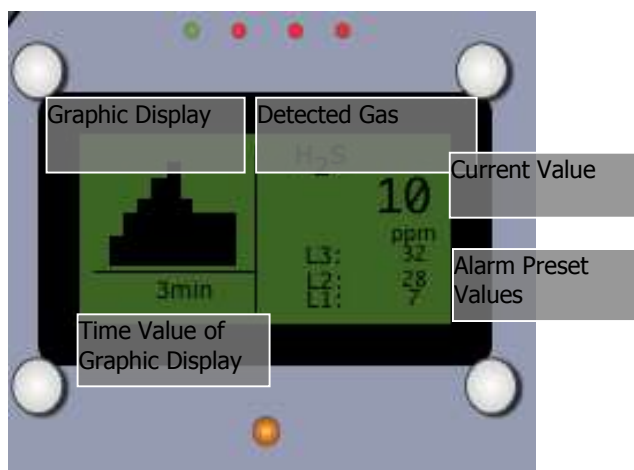 Graphic Display
Detected Gas
H2S
10
ppm
Current Value
L3: 32
L2: 28
L1: 7
Alarm Preset
Values
3min
Time Value of
Graphic Display